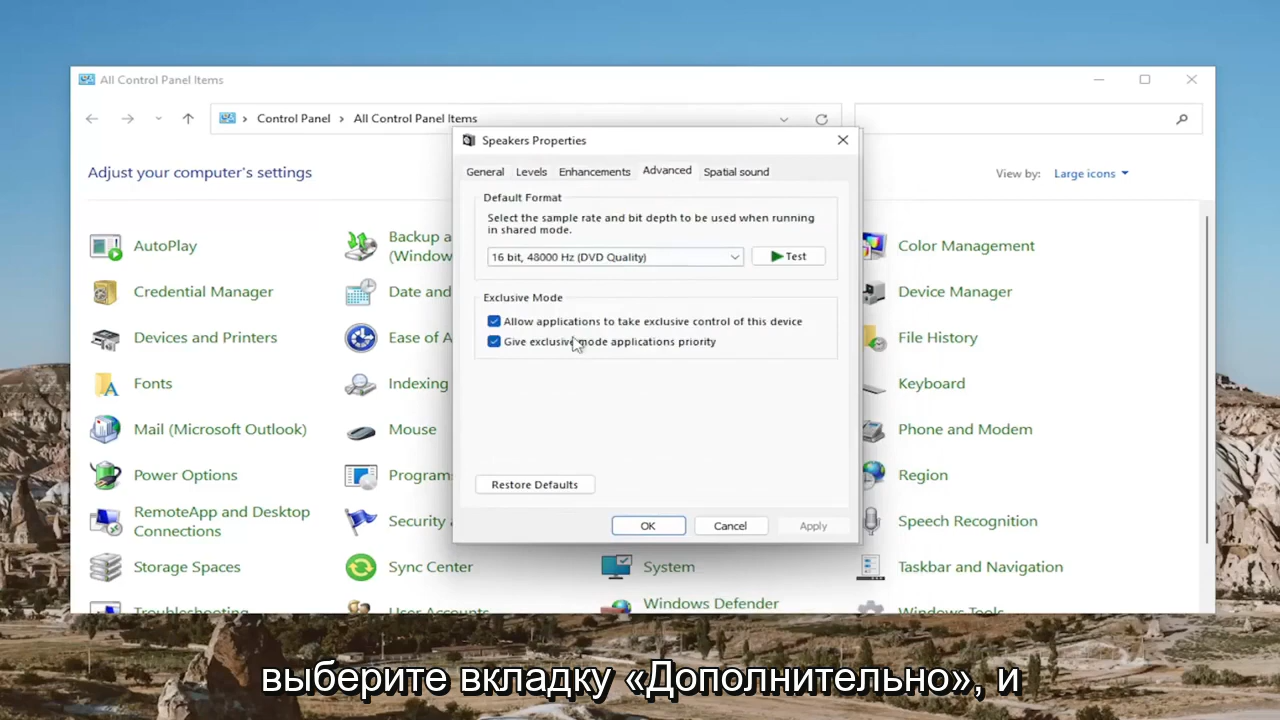 All Control Panel Items
Control Panel
All Control Panel Items
Adjust your computer's settings
View by:
Large icons
Speakers Properties
General
Levels
Enhancements
Advanced
Spatial sound
Default Format
Select the sample rate and bit depth to be used when running
in shared mode.
16 bit, 48000 Hz (DVD Quality)
Test
Exclusive Mode
Allow applications to take exclusive control of this device
Give exclusive mode applications priority
Restore Defaults
OK
Cancel
Apply
AutoPlay
Backup a
(Window
Color Management
Credential Manager
Date and
Device Manager
Devices and Printers
Ease of A
File History
Fonts
Indexing
Keyboard
Mail (Microsoft Outlook)
Mouse
Phone and Modem
Power Options
Programs
Region
RemoteApp and Desktop
Connections
Security
Speech Recognition
Storage Spaces
Sync Center
System
Taskbar and Navigation
Troubleshooting
User Accounts
Windows Defender
Windows Tools
выберите вкладку «Дополнительно», и